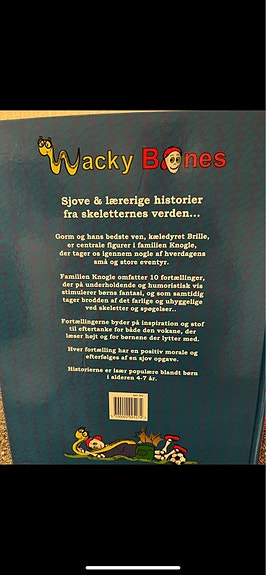 Wacky Bones
Sjove & lærerige historier
fra skeletternes verden...
Gorm og hans bedste ven, kæledyret Brille,
er centrale figurer i familien Knogle,
der tager os igennem nogle af hverdagens
små og store eventyr.
Familien Knogle omfatter 10 fortællinger,
der på underholdende og humoristisk vis
stimulerer børns fantasi, og som samtidig
tager brodden af det farlige og uhyggelige
ved skeletter og spøgelser..
Fortællingerne byder på inspiration og stof
til eftertanke for både den voksne, der
læser højt og for børnene der lytter med.
Hver fortælling har en positiv morale og
efterfølges af en sjov opgave.
Historierne er især populære blandt børn
i alderen 4-7 år.